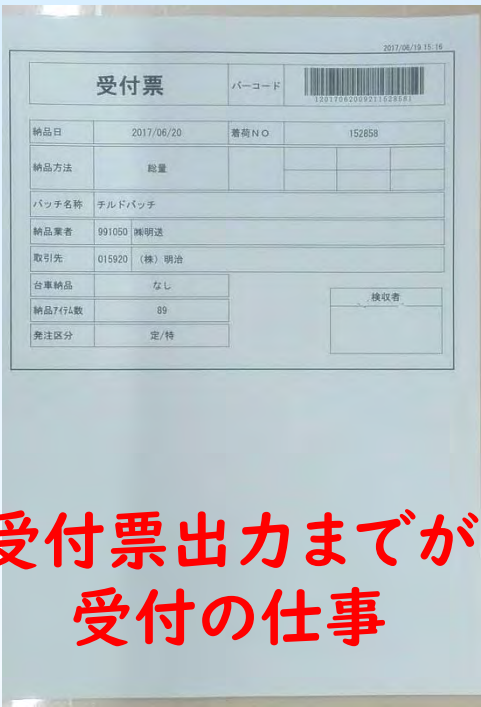 2017/06/19 15:16
受付票 バーコード
納品日 2017/06/20 着荷NO 152858
納品方法 総量
バッチ名称 チルドバッチ
納品業者 991050 ㈱明送
取引先 015920 (株)明治
台車納品 なし
納品ｱｲﾃﾑ数 89 検収者
発注区分 定/特
受付票出力までが
受付の仕事